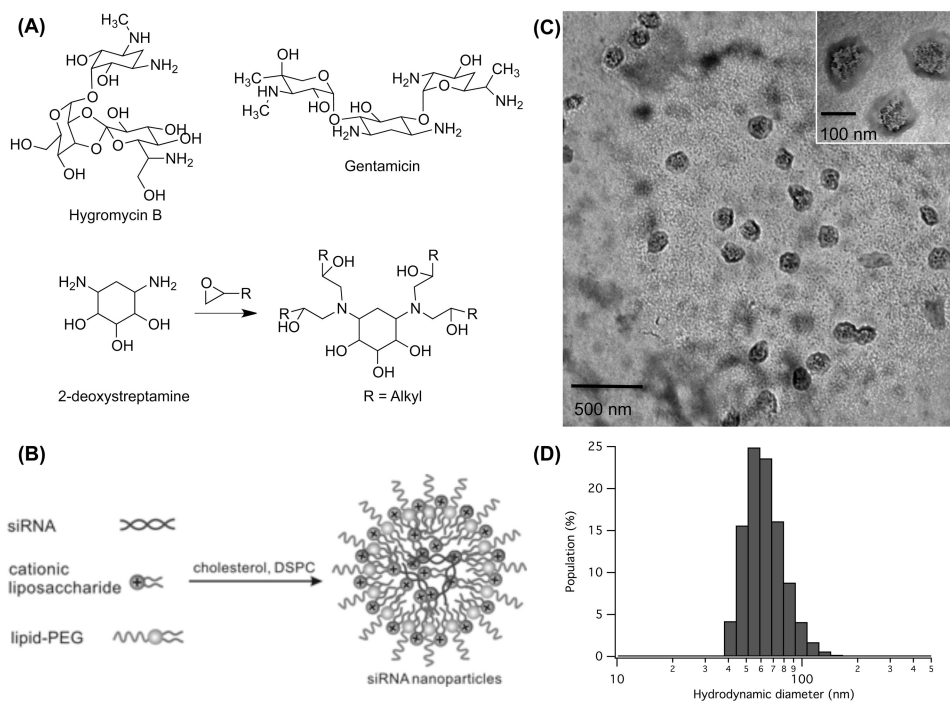 (A)
H₃C
NH
HO
NH₂
OH
O
O
O
O
O
OH
OH
OH
HO
NH₂
OH
OH
Hygromycin B
OH
H₃C
O
HN
H₃C
OH
O
HO
O
H₂N
NH₂
H₂N
OH
O
CH₃
NH₂
Gentamicin
H₂N
NH₂
HO
OH
OH
O
R
2-deoxystreptamine
R
OH
R
HO
N
R
HO
N
R
OH
HO
OH
OH
R = Alkyl
(B)
siRNA
cationic
liposaccharide
lipid-PEG
cholesterol, DSPC
siRNA nanoparticles
(C)
100 nm
500 nm
(D)
Population (%)
25
20
15
10
5
0
10 2 3 4 5 6 7 8 9 100 2 3 4 5
Hydrodynamic diameter (nm)